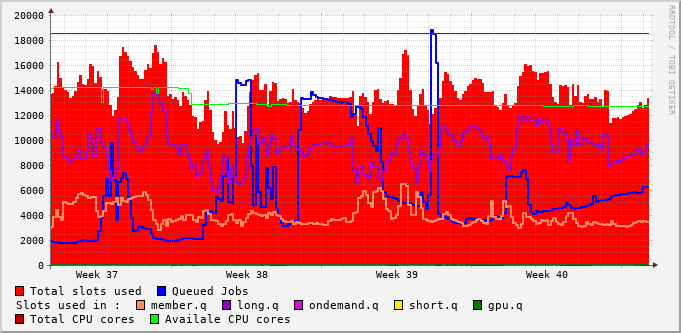 20000
18000
16000
14000
12000
10000
8000
6000
4000
2000
0
Week 37 Week 38 Week 39 Week 40
Total slots used Queued Jobs
Slots used in : member.q long.q ondemand.q short.q gpu.q
Total CPU cores Availale CPU cores
RRDTOOL / TOBI OETIKER